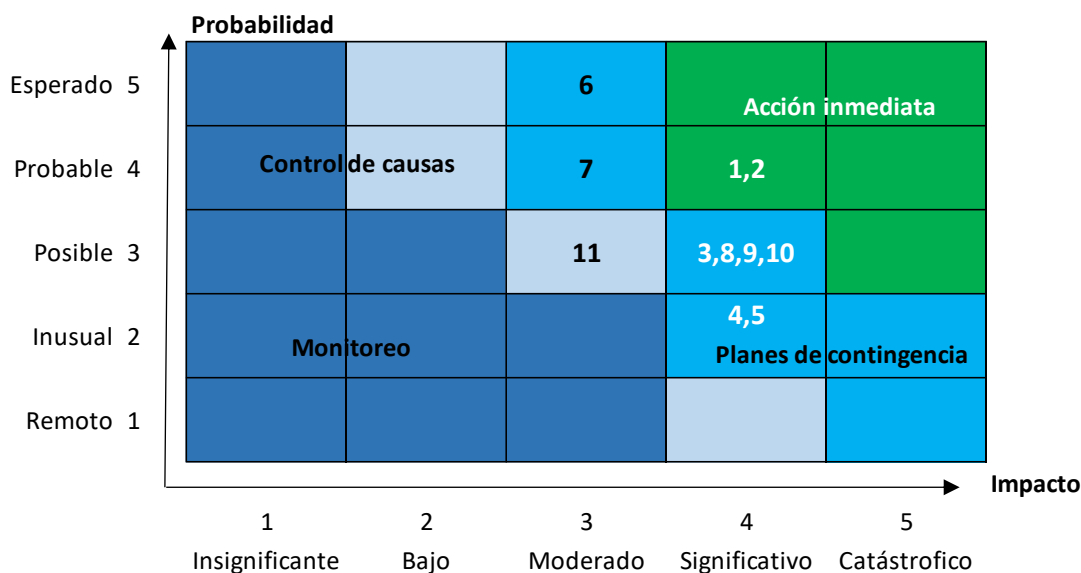 Probabilidad
Esperado 5
6
Acción inmediata
Probable 4
Control de causas
7
1,2
Posible 3
11
3,8,9,10
4,5
Inusual 2
Monitoreo
Planes de contingencia
Remoto 1
Impacto
1 2 3 4 5
Insignificante Bajo Moderado Significativo Catástrofico